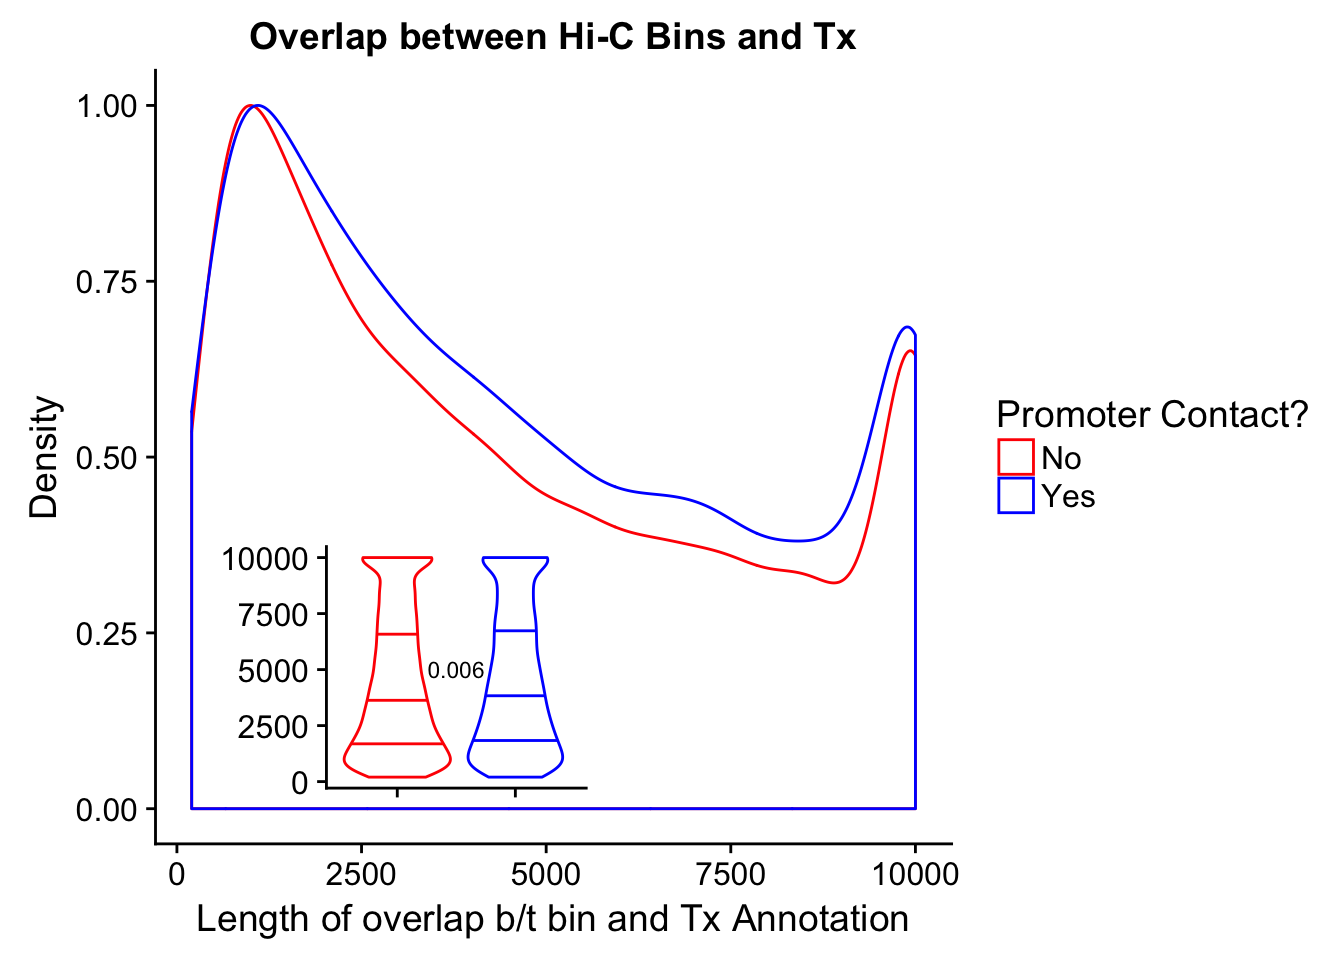 Overlap between Hi-C Bins and Tx
1.00
0.75
0.50
0.25
0.00
Density
10000
7500
5000
2500
0
0.006
0 2500 5000 7500 10000
Length of overlap b/t bin and Tx Annotation
Promoter Contact?
No
Yes